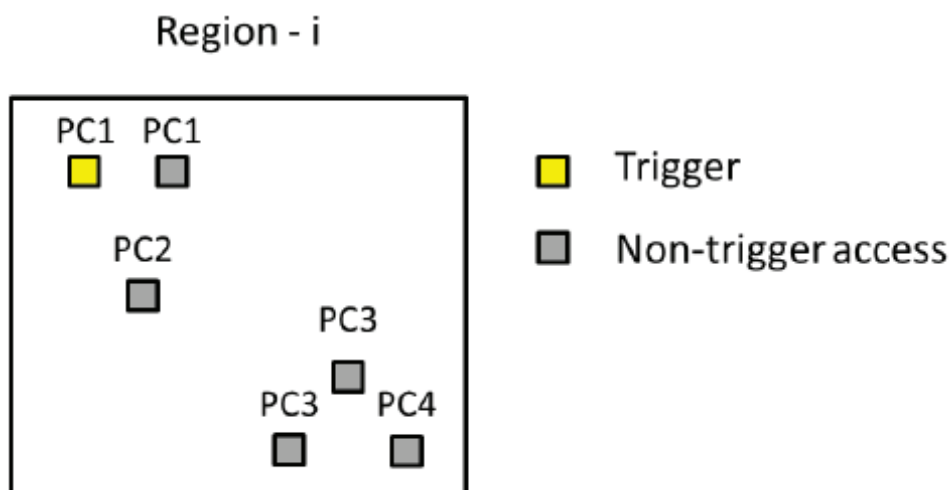 Region - i
PC1 PC1
Trigger
PC2
Non-trigger access
PC3
PC3 PC4